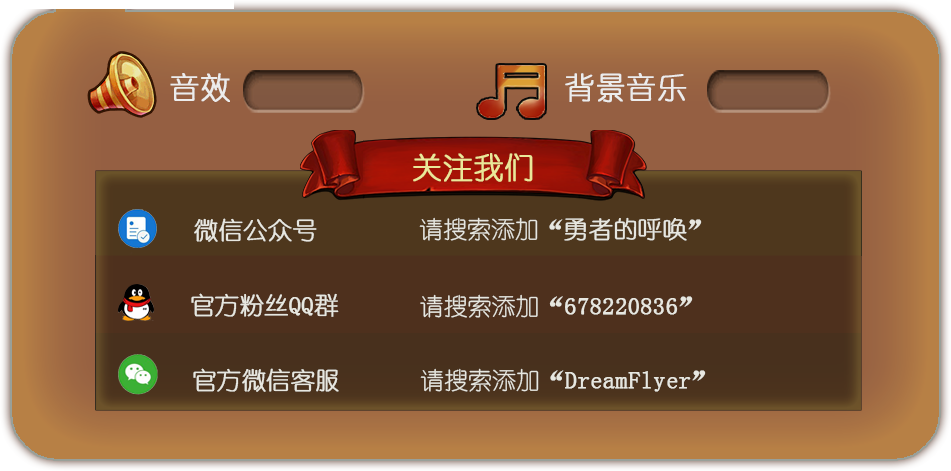 音效
背景音乐
关注我们
微信公众号 请搜索添加“勇者的呼唤”
官方粉丝QQ群 请搜索添加“678220836”
官方微信客服 请搜索添加“DreamFlyer”